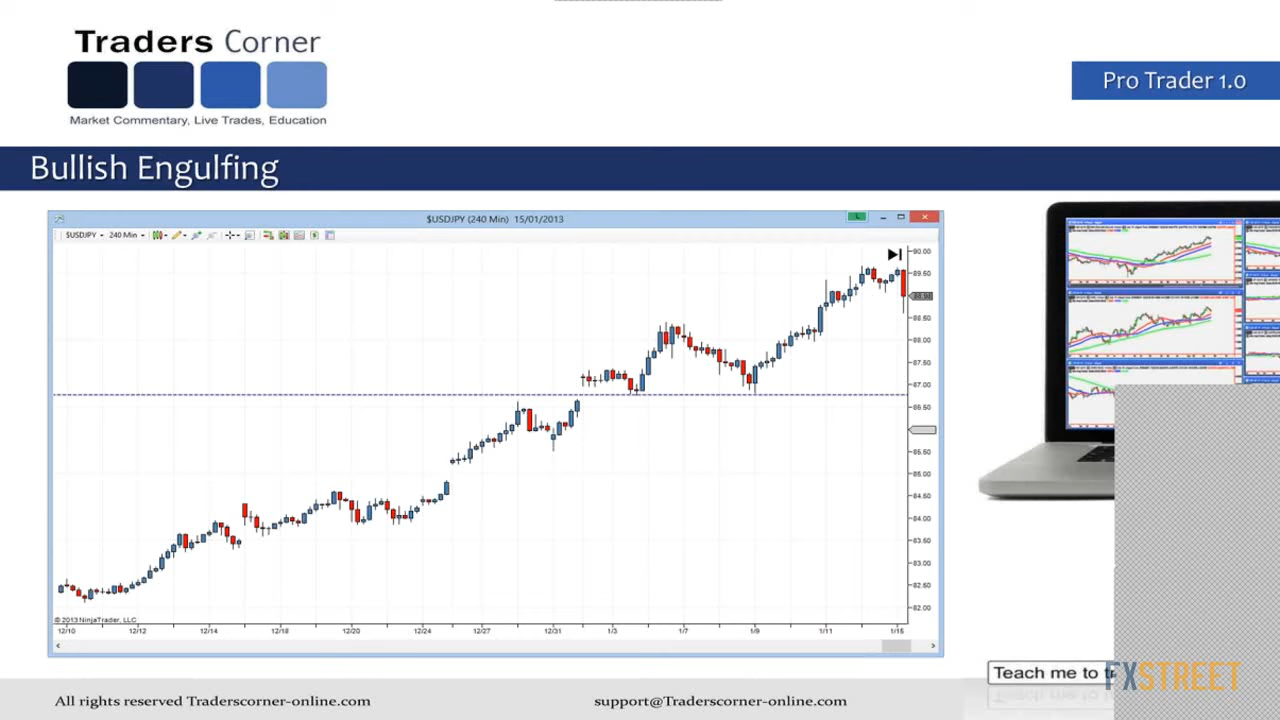 Traders Corner
Market Commentary, Live Trades, Education
Pro Trader 1.0
Bullish Engulfing
$USDJPY (240 Min) 15/01/2013
$USDJPY 240 Min
90.00
89.50
88.98
88.50
88.00
87.50
87.00
86.50
85.50
85.00
84.50
84.00
83.50
83.00
82.50
82.00
© 2013 NinjaTrader, LLC
12/10 12/12 12/14 12/18 12/20 12/24 12/27 12/31 1/3 1/7 1/9 1/11 1/15
Teach me to
FXSTREET
All rights reserved Traderscorner-online.com
support@Traderscorner-online.com